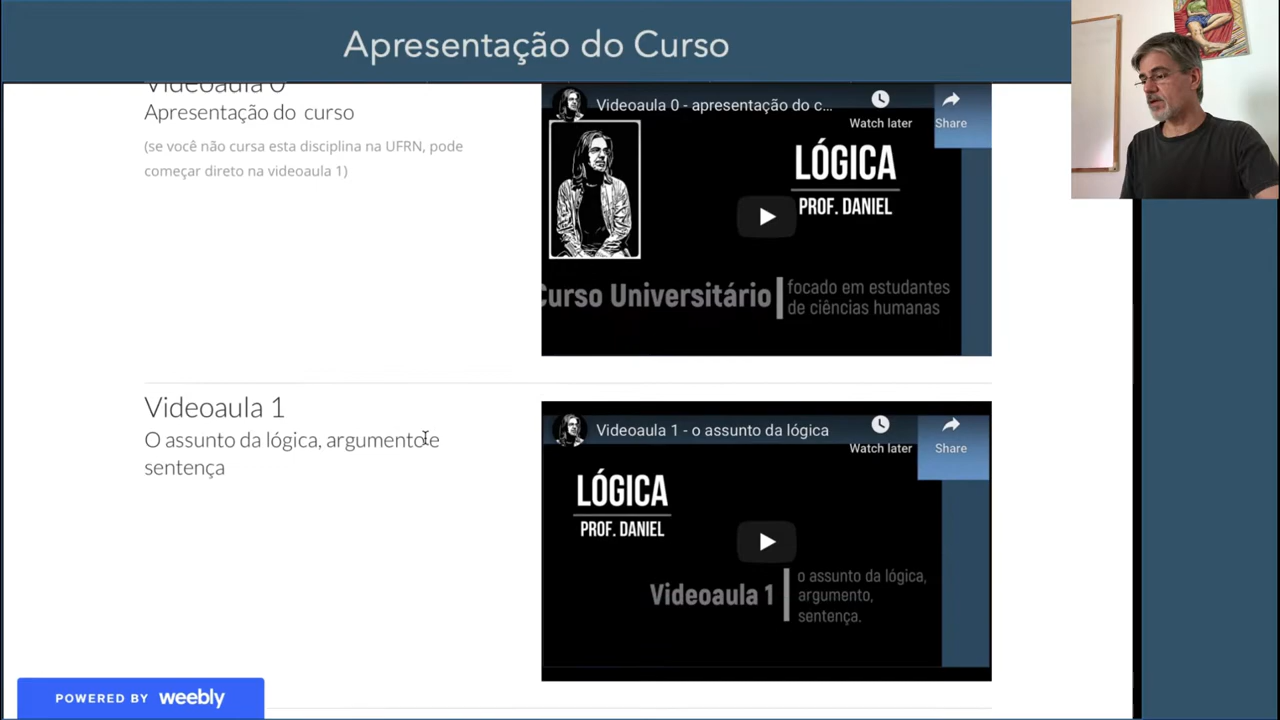 Apresentação do Curso
Videoaula 0
Apresentação do curso
(se você não cursa esta disciplina na UFRN, pode
começar direto na videoaula 1)
Videoaula 0 - apresentação do c...
Watch later
Share
LÓGICA
PROF. DANIEL
Curso Universitário
focado em estudantes
de ciências humanas
Videoaula 1
O assunto da lógica, argumento e
sentença
Videoaula 1 - o assunto da lógica
Watch later
Share
LÓGICA
PROF. DANIEL
Videoaula 1
o assunto da lógica,
argumento,
sentença.
POWERED BY weebly